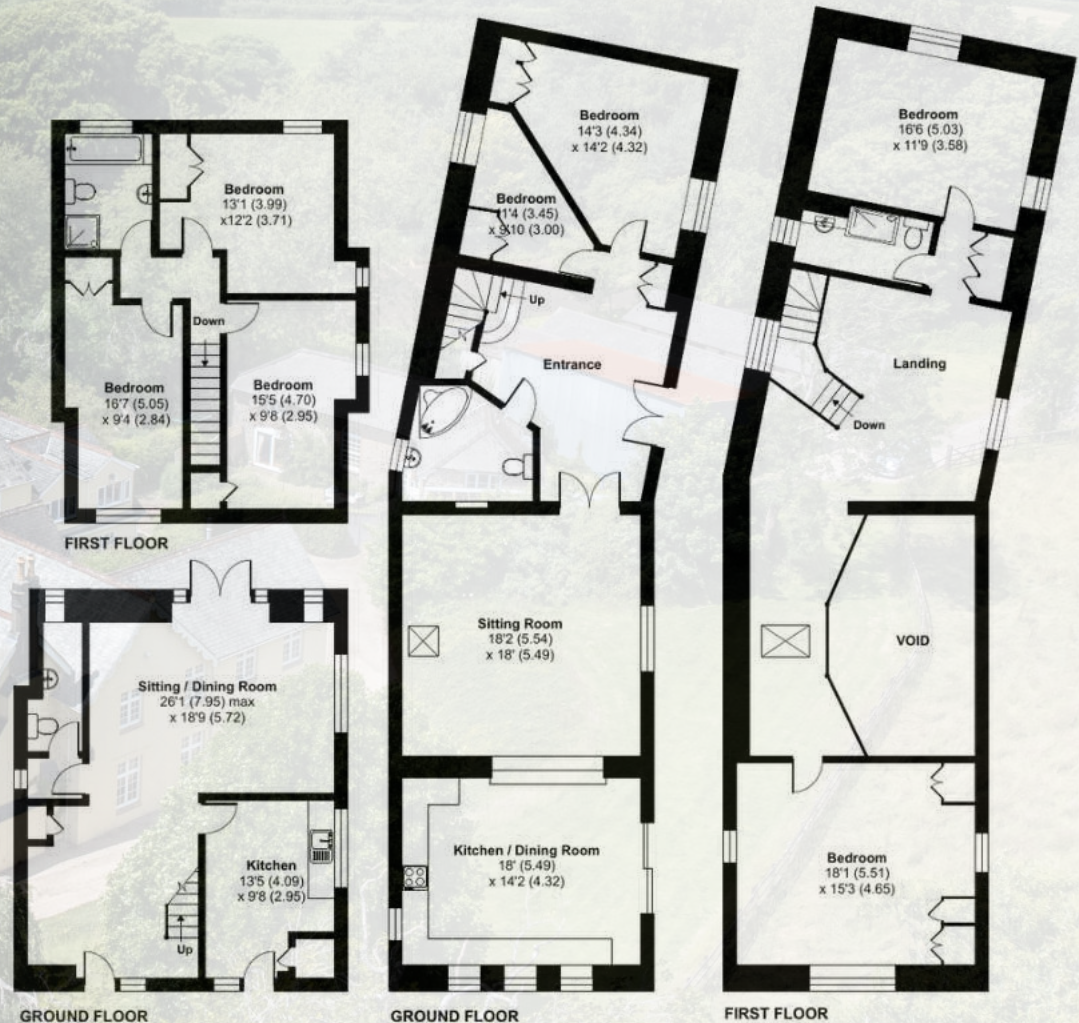 Bedroom
13'1 (3.99)
x12'2 (3.71)
Down
Bedroom
16'7 (5.05)
x 9'4 (2.84)
Bedroom
15'5 (4.70)
x 9'8 (2.95)
FIRST FLOOR
Sitting / Dining Room
26'1 (7.95) max
x 18'9 (5.72)
Kitchen
13'5 (4.09)
x 9'8 (2.95)
Up
GROUND FLOOR
Bedroom
14'3 (4.34)
x 14'2 (4.32)
Bedroom
11'4 (3.45)
x 9'10 (3.00)
Up
Entrance
Sitting Room
18'2 (5.54)
x 18' (5.49)
Kitchen / Dining Room
18' (5.49)
x 14'2 (4.32)
GROUND FLOOR
Bedroom
16'6 (5.03)
x 11'9 (3.58)
Landing
Down
VOID
Bedroom
18'1 (5.51)
x 15'3 (4.65)
FIRST FLOOR